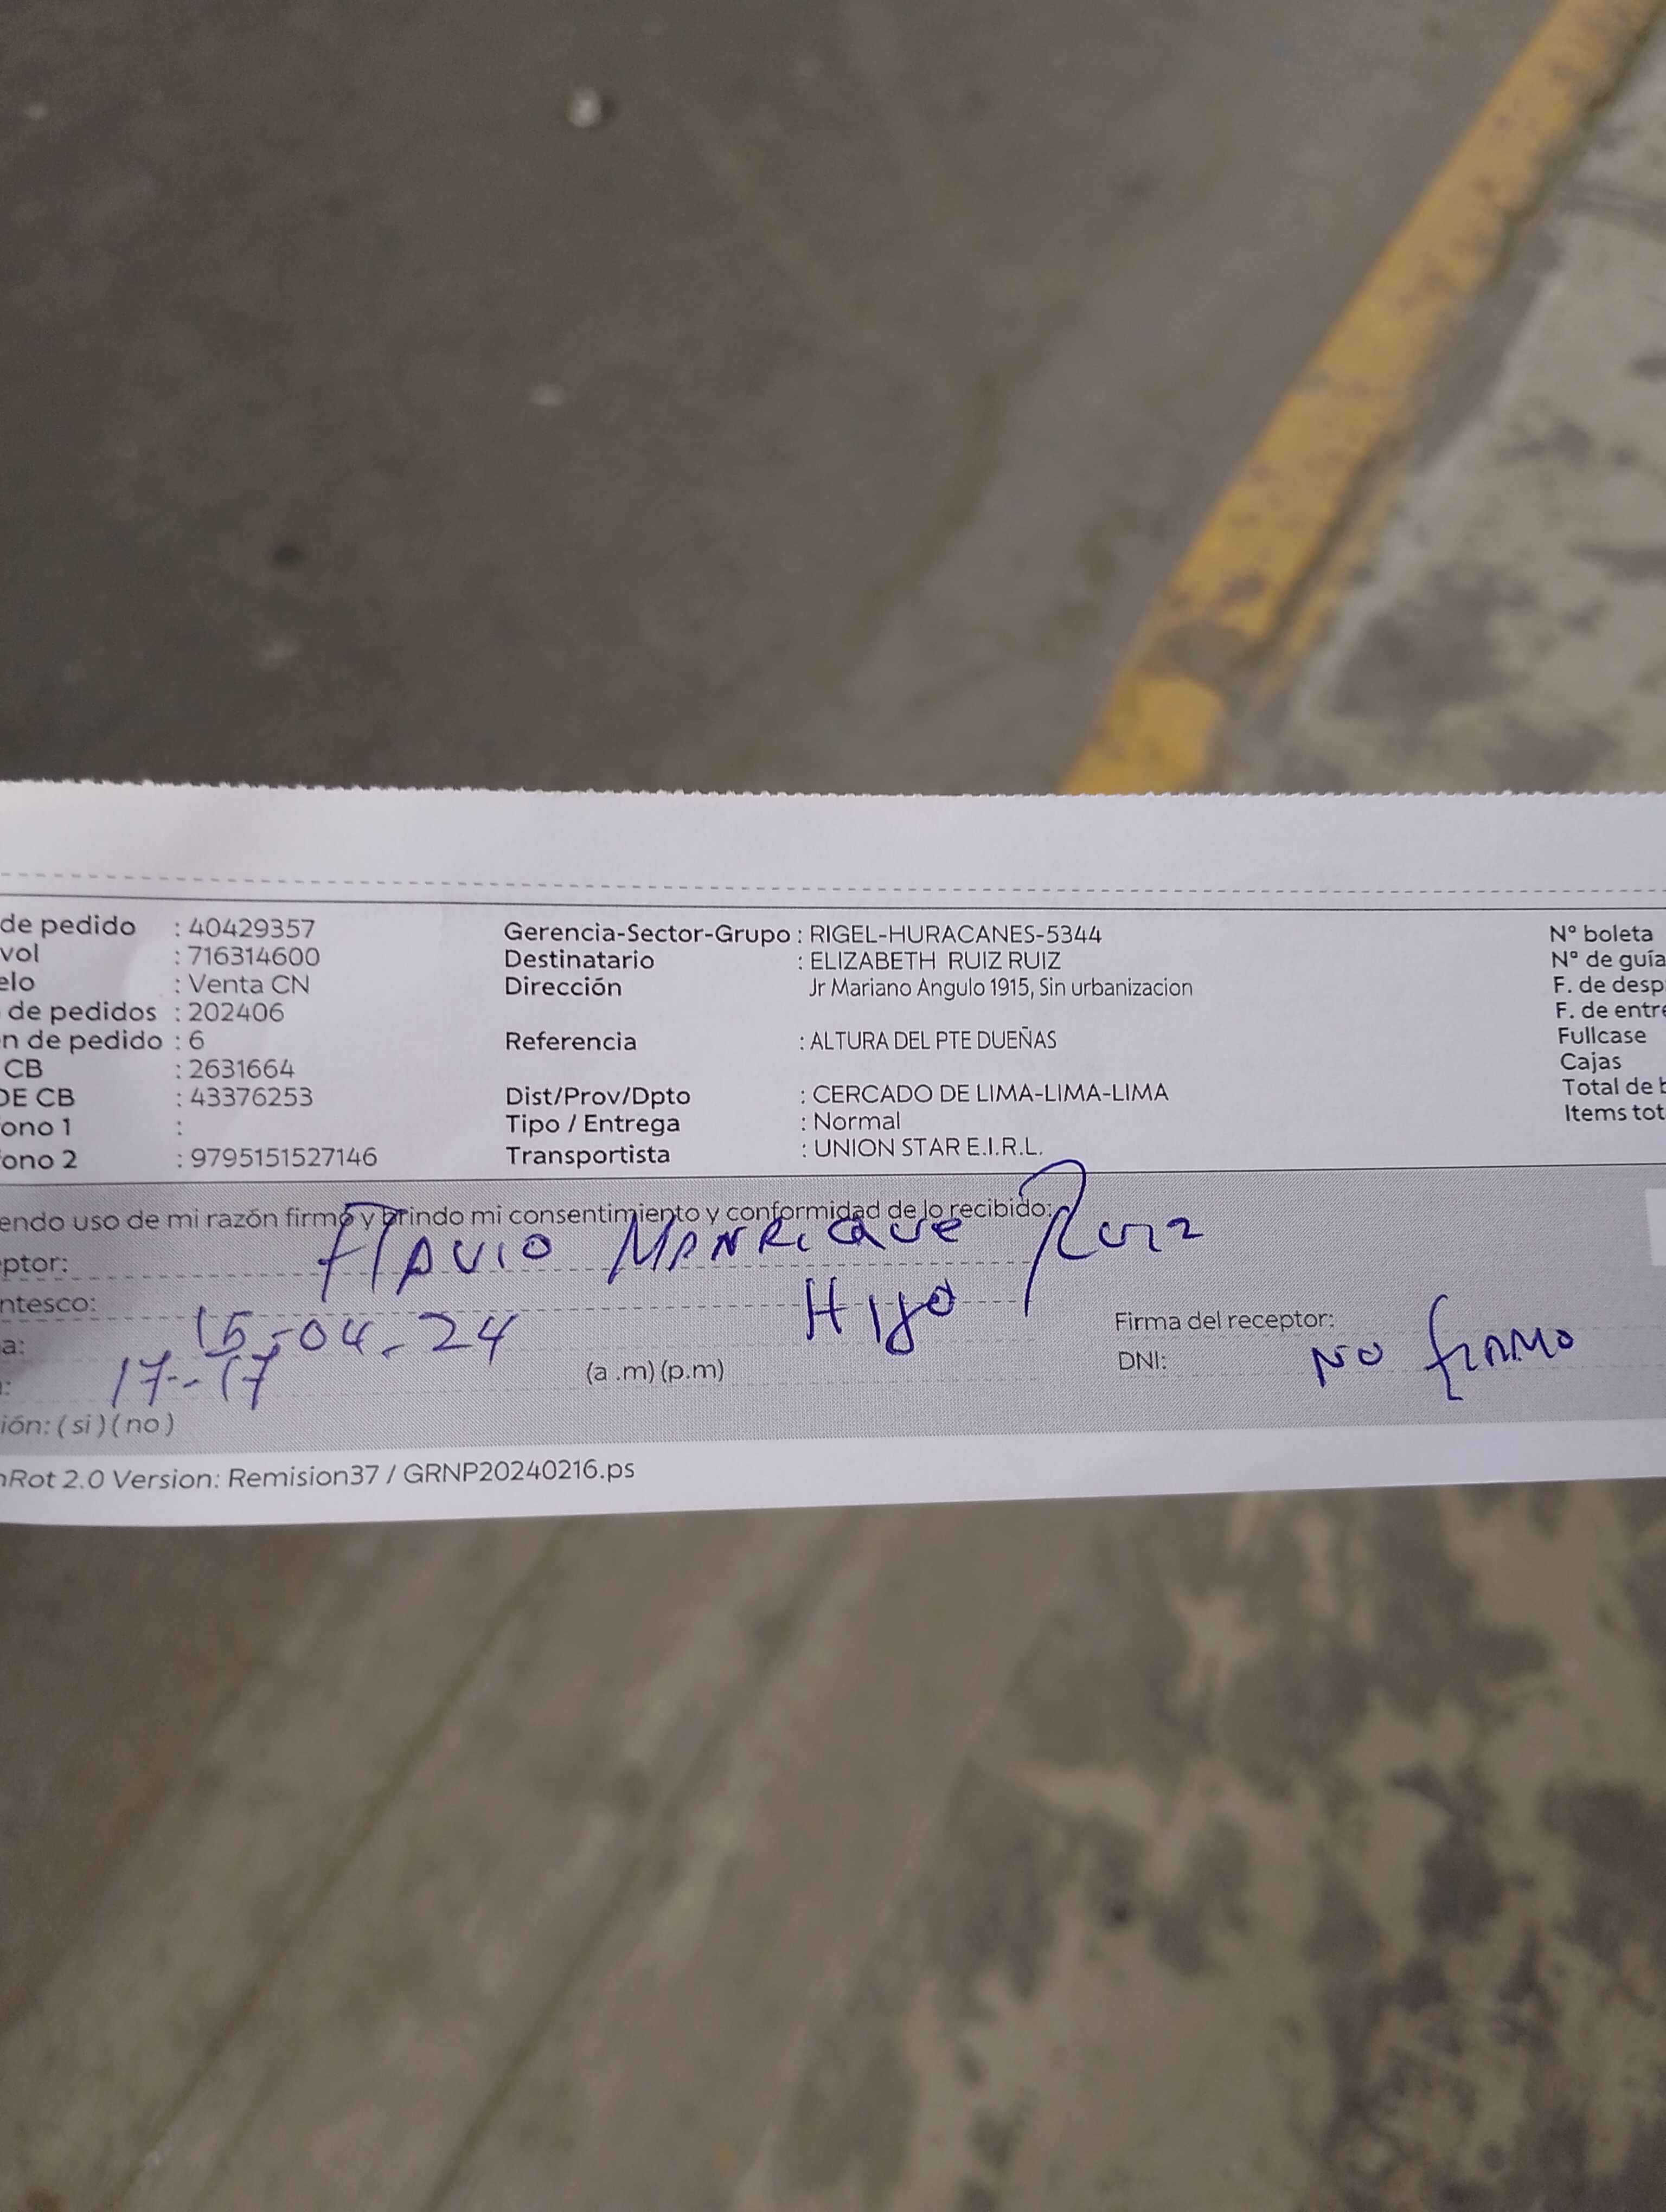 de pedido : 40429357 Gerencia-Sector-Grupo : RIGEL-HURACANES-5344 N° boleta
vol : 716314600 Destinatario : ELIZABETH RUIZ RUIZ N° de guía
elo : Venta CN Dirección Jr Mariano Angulo 1915, Sin urbanizacion F. de desp
de pedidos : 202406 F. de entre
n de pedido : 6 Referencia : ALTURA DEL PTE DUEÑAS Fullcase
CB : 2631664 Cajas
DE CB : 43376253 Dist/Prov/Dpto : CERCADO DE LIMA-LIMA-LIMA Total de b
ono 1 : Tipo / Entrega : Normal Items tot
ono 2 : 9795151527146 Transportista : UNION STAR E.I.R.L.
endo uso de mi razón firmo y brindo mi consentimiento y conformidad de lo recibido:
ptor: Flavio Manrique Ruiz
ntesco: Hijo
a: 15-04-24 Firma del receptor:
: 17--17 (a .m) (p.m) DNI: NO firmo
ión: ( si ) ( no )
nRot 2.0 Version: Remision37 / GRNP20240216.ps